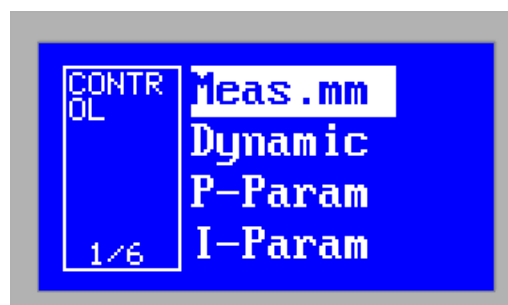 CONTR
OL
1/6
Meas.mm
Dynamic
P-Param
I-Param